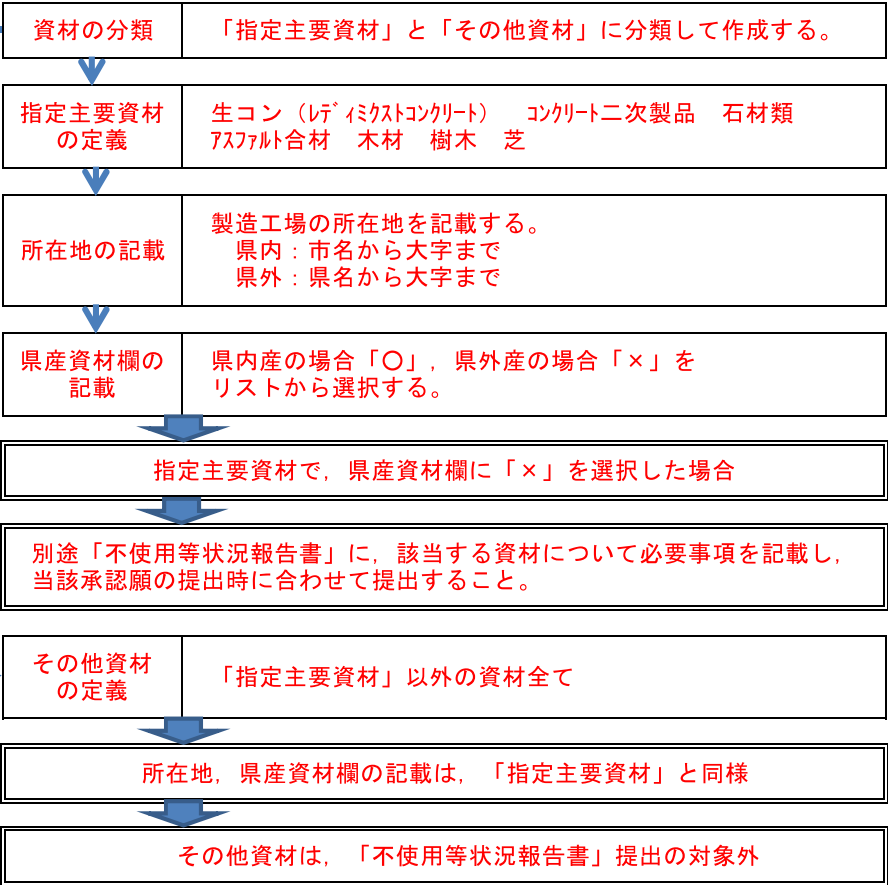 資材の分類
「指定主要資材」と「その他資材」に分類して作成する。
指定主要資材
の定義
生コン（ﾚﾃﾞｨﾐｸｽﾄｺﾝｸﾘｰﾄ）　ｺﾝｸﾘｰﾄ二次製品　石材類
ｱｽﾌｧﾙﾄ合材　木材　樹木　芝
所在地の記載
製造工場の所在地を記載する。
県内：市名から大字まで
県外：県名から大字まで
県産資材欄の
記載
県内産の場合「〇」，県外産の場合「×」を
リストから選択する。
指定主要資材で，県産資材欄に「×」を選択した場合
別途「不使用等状況報告書」に，該当する資材について必要事項を記載し，
当該承認願の提出時に合わせて提出すること。
その他資材
の定義
「指定主要資材」以外の資材全て
所在地，県産資材欄の記載は，「指定主要資材」と同様
その他資材は，「不使用等状況報告書」提出の対象外